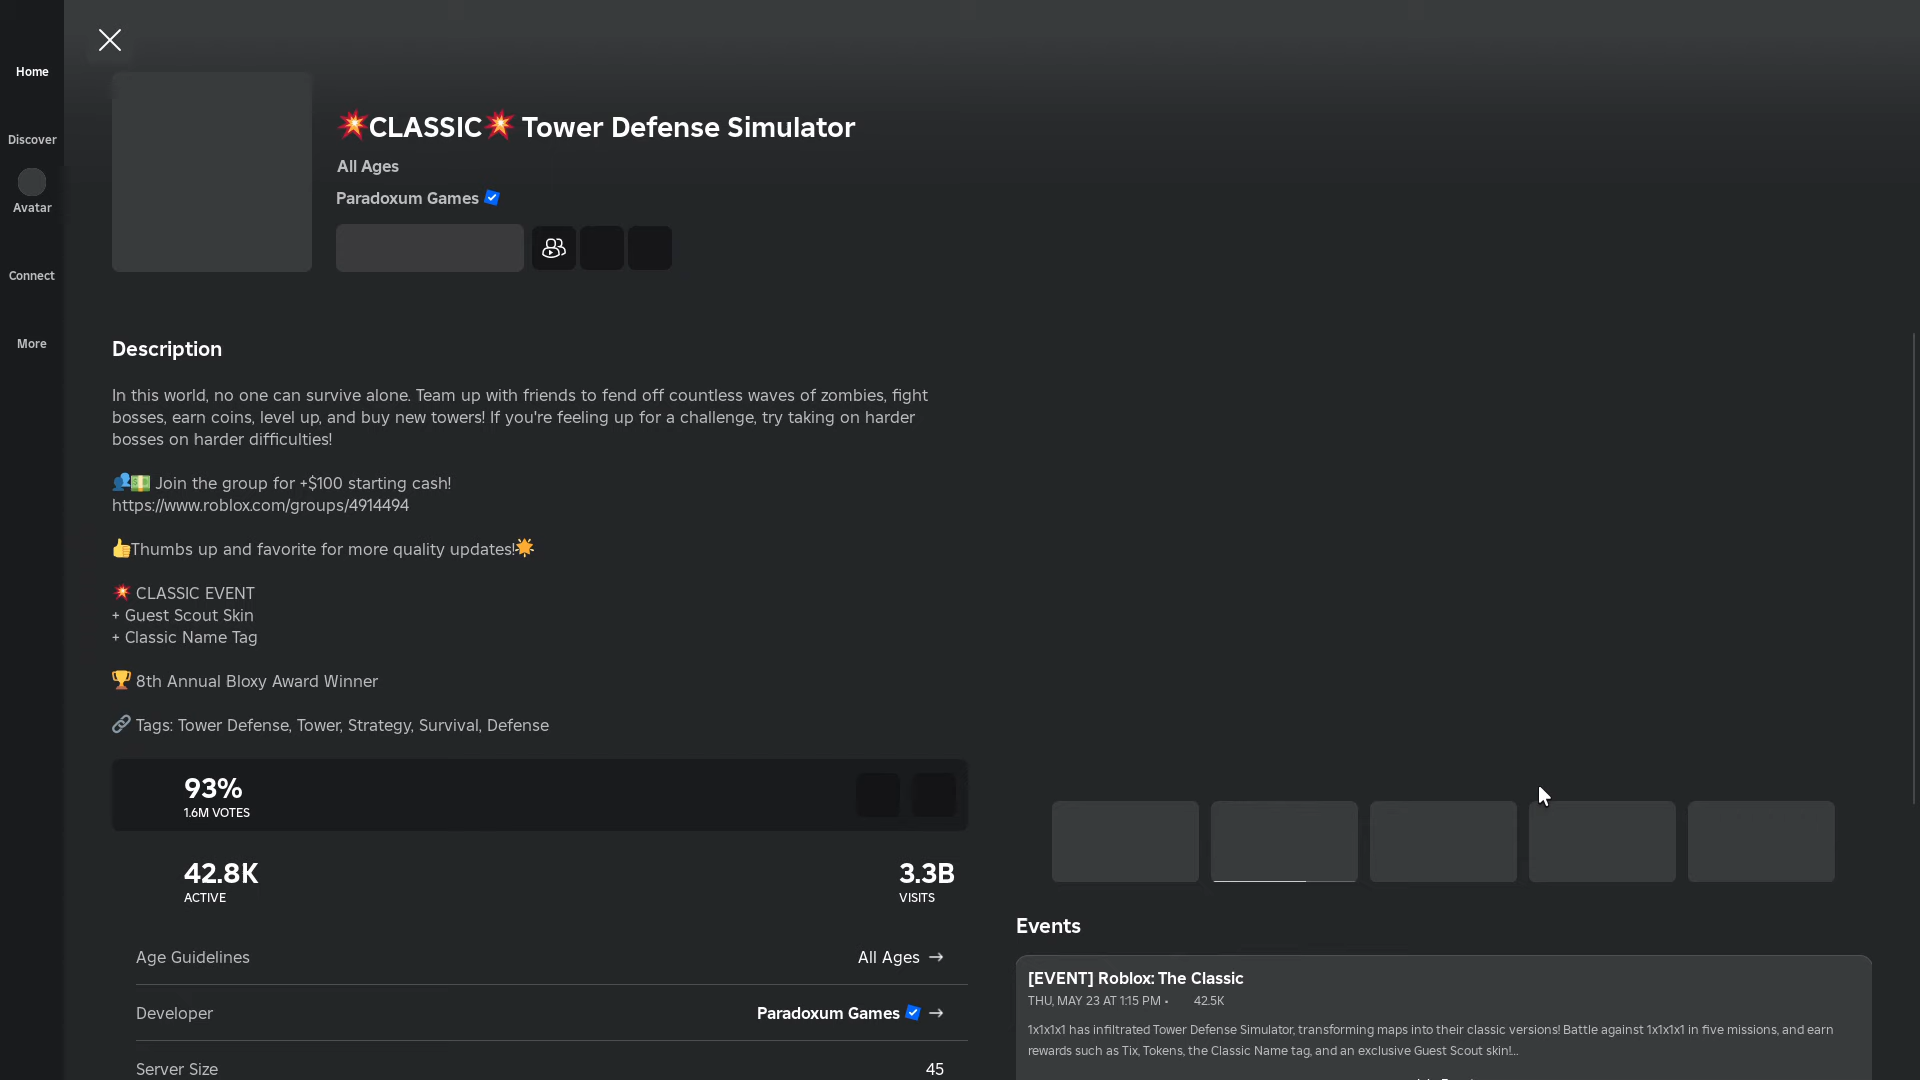 Home
Discover
Avatar
Connect
More
💥CLASSIC💥 Tower Defense Simulator
All Ages
Paradoxum Games
Description
In this world, no one can survive alone. Team up with friends to fend off countless waves of zombies, fight
bosses, earn coins, level up, and buy new towers! If you're feeling up for a challenge, try taking on harder
bosses on harder difficulties!
👥💵 Join the group for +$100 starting cash!
https://www.roblox.com/groups/4914494
👍Thumbs up and favorite for more quality updates!🌟
💥 CLASSIC EVENT
+ Guest Scout Skin
+ Classic Name Tag
🏆 8th Annual Bloxy Award Winner
🔗 Tags: Tower Defense, Tower, Strategy, Survival, Defense
93%
1.6M VOTES
42.8K
ACTIVE
3.3B
VISITS
Age Guidelines All Ages →
Developer Paradoxum Games →
Server Size 45
Events
[EVENT] Roblox: The Classic
THU, MAY 23 AT 1:15 PM • 42.5K
1x1x1x1 has infiltrated Tower Defense Simulator, transforming maps into their classic versions! Battle against 1x1x1x1 in five missions, and earn
rewards such as Tix, Tokens, the Classic Name tag, and an exclusive Guest Scout skin!...